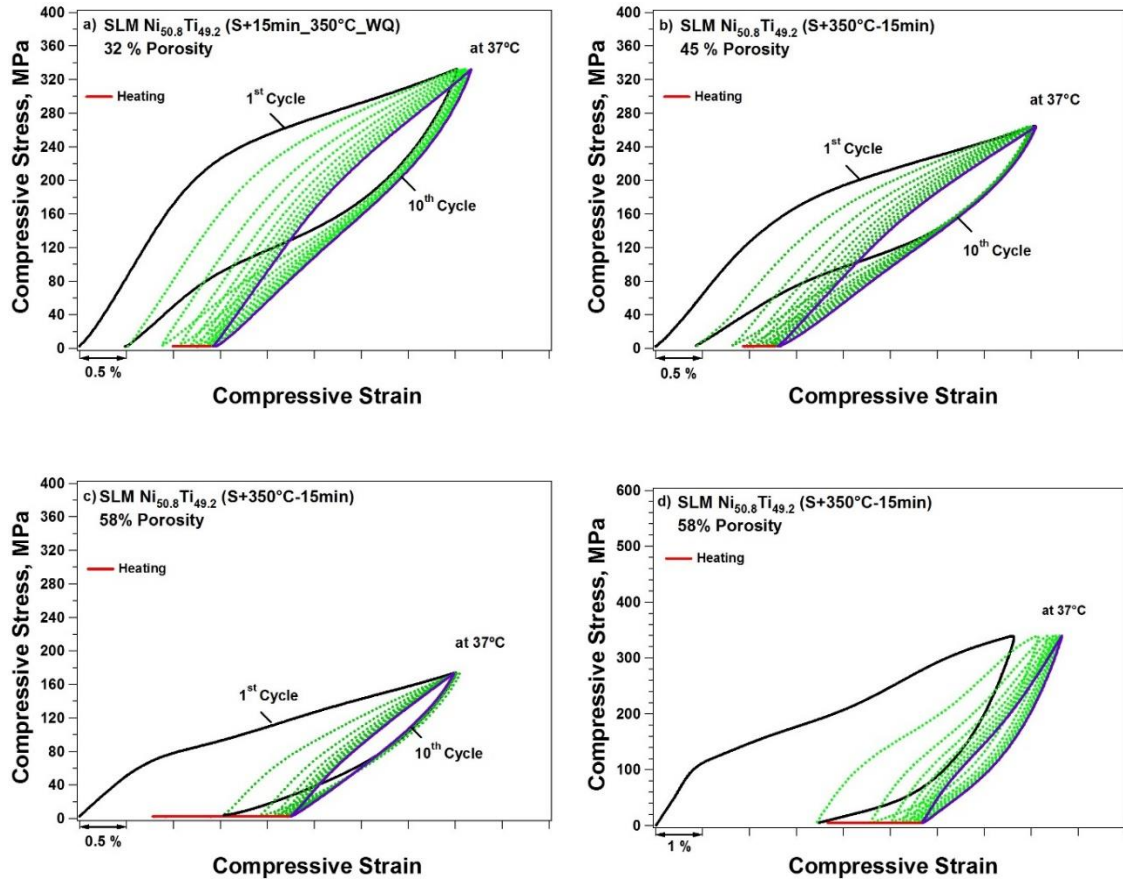 a) SLM Ni50.8Ti49.2 (S+15min_350°C_WQ)
32 % Porosity
at 37ºC
Heating
1st Cycle
10th Cycle
400
360
320
280
240
200
160
120
80
40
0
0.5 %
Compressive Stress, MPa
Compressive Strain
b) SLM Ni50.8Ti49.2 (S+350°C-15min)
45 % Porosity
at 37ºC
Heating
1st Cycle
10th Cycle
400
360
320
280
240
200
160
120
80
40
0
0.5 %
Compressive Stress, MPa
Compressive Strain
c) SLM Ni50.8Ti49.2 (S+350°C-15min)
58% Porosity
Heating
at 37ºC
1st Cycle
10th Cycle
400
360
320
280
240
200
160
120
80
40
0
0.5 %
Compressive Stress, MPa
Compressive Strain
d) SLM Ni50.8Ti49.2 (S+350°C-15min)
58% Porosity
Heating
at 37ºC
600
500
400
300
200
100
0
1 %
Compressive Stress, MPa
Compressive Strain